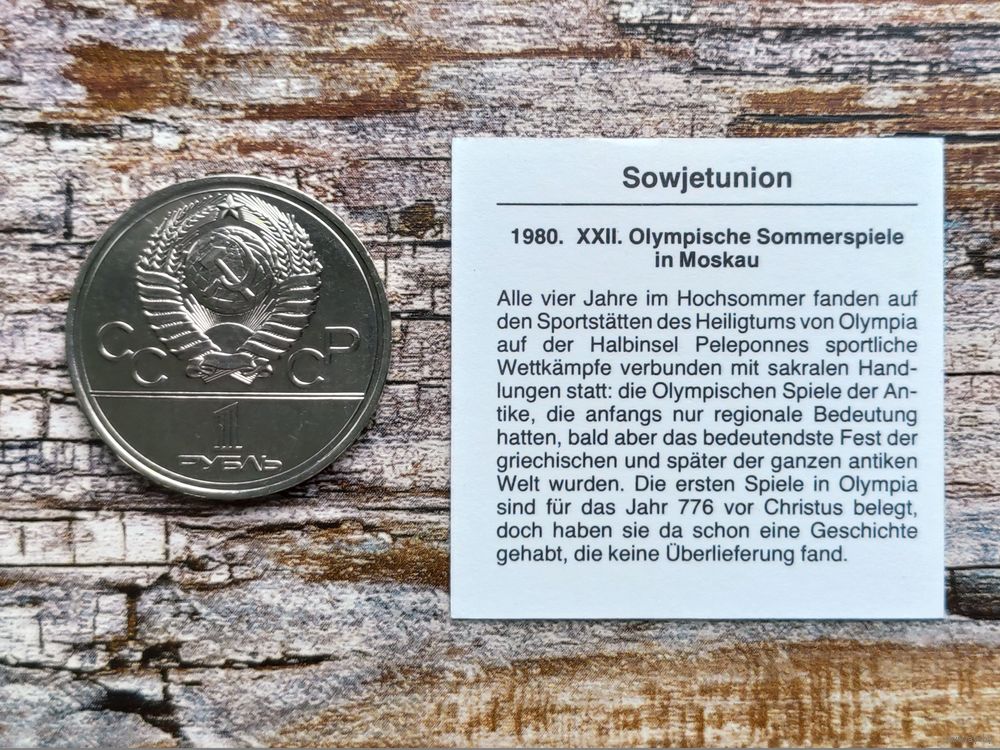 СССР
1
РУБЛЬ
Sowjetunion
1980. XXII. Olympische Sommerspiele
in Moskau
Alle vier Jahre im Hochsommer fanden auf
den Sportstätten des Heiligtums von Olympia
auf der Halbinsel Peleponnes sportliche
Wettkämpfe verbunden mit sakralen Hand-
lungen statt: die Olympischen Spiele der An-
tike, die anfangs nur regionale Bedeutung
hatten, bald aber das bedeutendste Fest der
griechischen und später der ganzen antiken
Welt wurden. Die ersten Spiele in Olympia
sind für das Jahr 776 vor Christus belegt,
doch haben sie da schon eine Geschichte
gehabt, die keine Überlieferung fand.